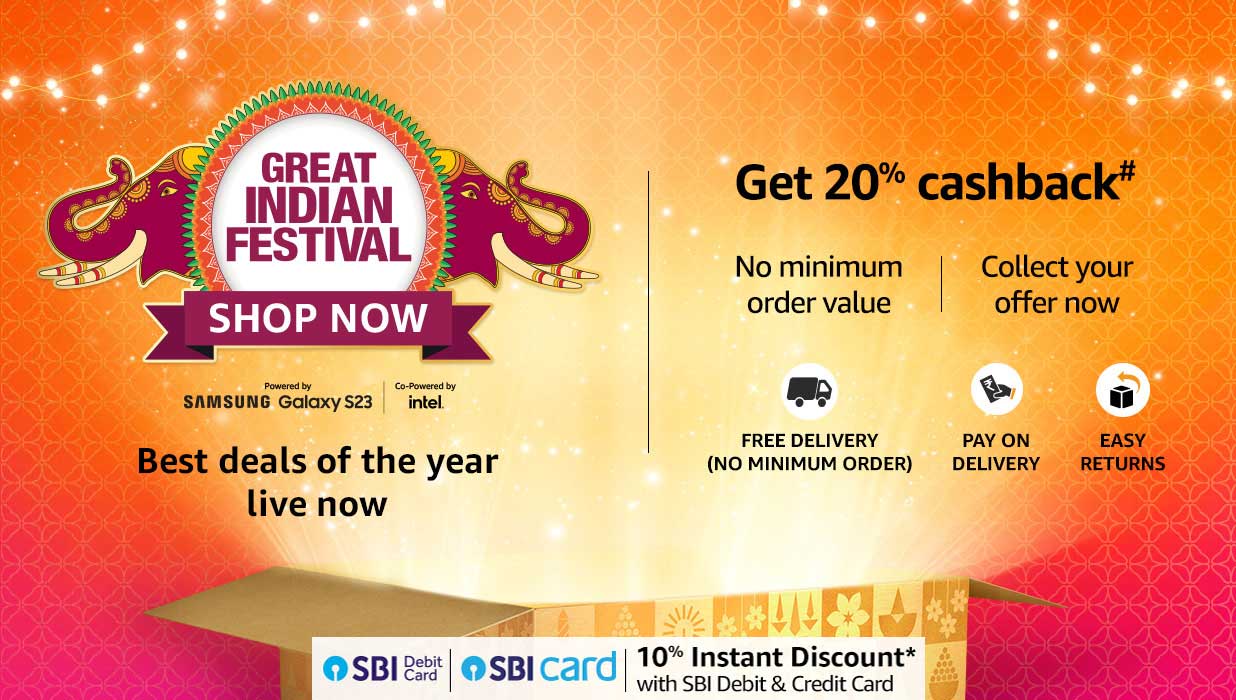 GREAT
INDIAN
FESTIVAL
SHOP NOW
Powered by
SAMSUNG Galaxy S23
Co-Powered by
intel.
Best deals of the year
live now
Get 20% cashback#
No minimum
order value
Collect your
offer now
FREE DELIVERY
(NO MINIMUM ORDER)
PAY ON
DELIVERY
EASY
RETURNS
SBI Debit
Card
SBI card
10% Instant Discount*
with SBI Debit & Credit Card